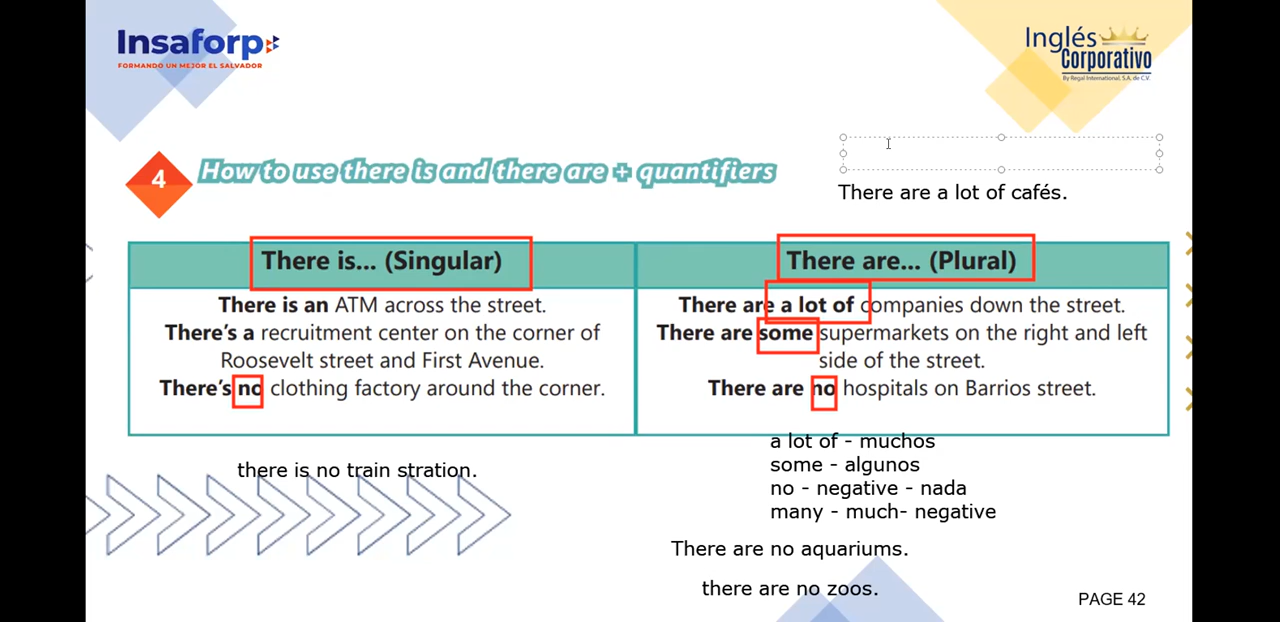 Insaforp
FORMANDO UN MEJOR EL SALVADOR
Inglés
Corporativo
By Regal International, S.A. de C.V.
4
How to use there is and there are + quantifiers
There are a lot of cafés.
There is... (Singular)
There are... (Plural)
There is an ATM across the street.
There's a recruitment center on the corner of
Roosevelt street and First Avenue.
There's no clothing factory around the corner.
There are a lot of companies down the street.
There are some supermarkets on the right and left
side of the street.
There are no hospitals on Barrios street.
there is no train stration.
a lot of - muchos
some - algunos
no - negative - nada
many - much- negative
There are no aquariums.
there are no zoos.
PAGE 42